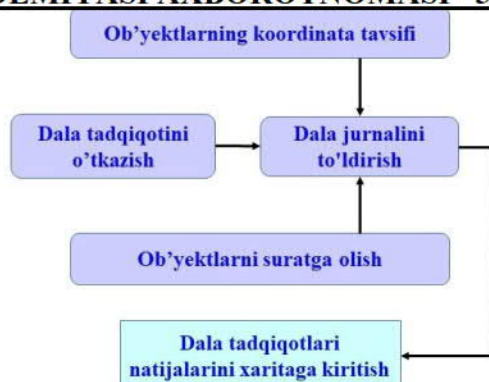 Ob’yektlarning koordinata tavsifi
Dala tadqiqotini
o’tkazish
Dala jurnalini
to'ldirish
Ob’yektlarni suratga olish
Dala tadqiqotlari
natijalarini xaritaga kiritish